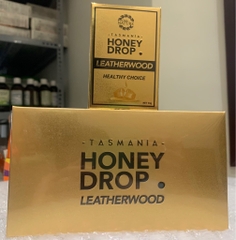 TASMANIA
HONEY
DROP.
LEATHERWOOD
HEALTHY CHOICE
-TASMANIA-
HONEY
DROP.
LEATHERWOOD